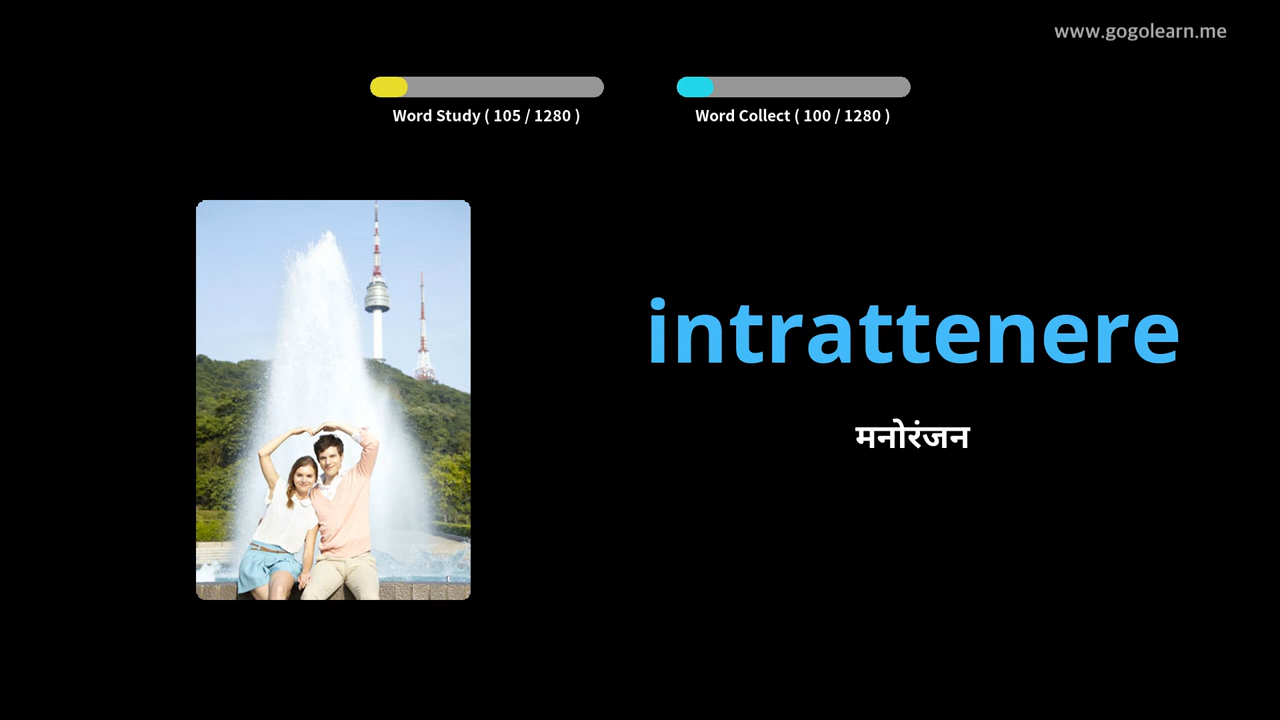 www.gogolearn.me
Word Study ( 105 / 1280 )
Word Collect ( 100 / 1280 )
intrattenere
मनोरंजन